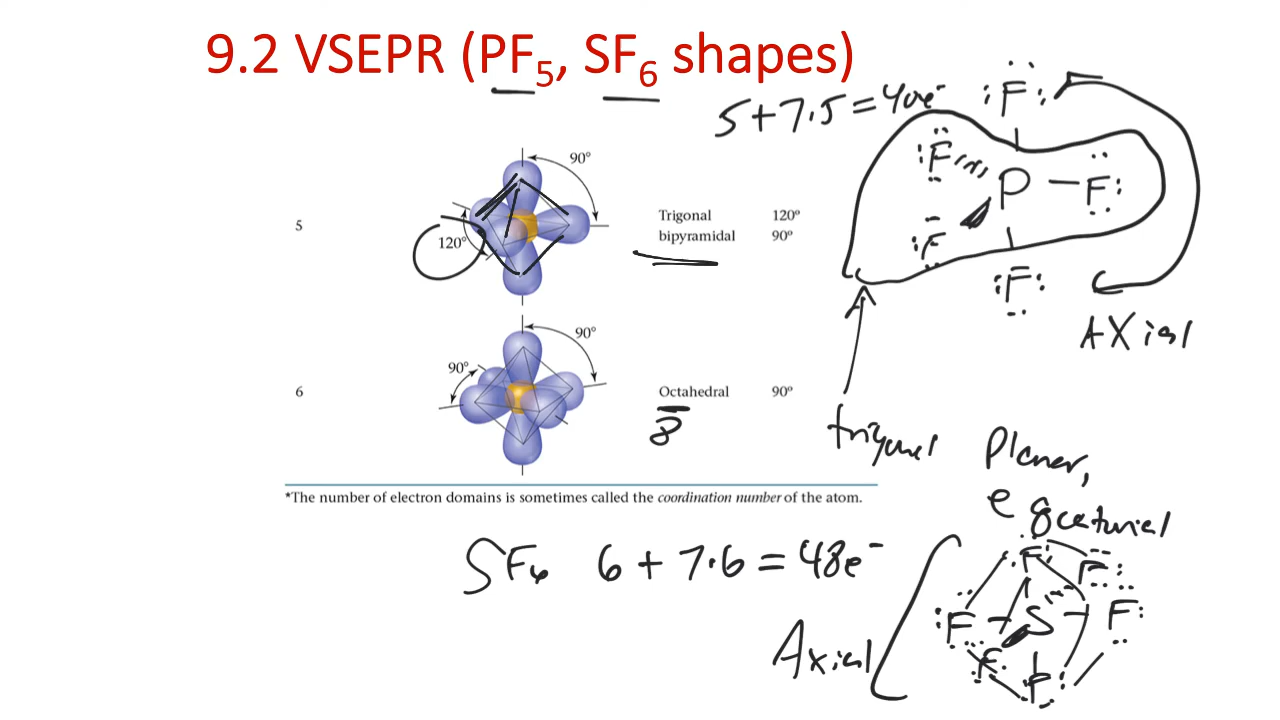 9.2 VSEPR (PF5, SF6 shapes)
5+7.5=40e-
:F:
90°
:F
5
Trigonal
bipyramidal
120°
90°
120°
P
F:
:F
:F:
AXial
90°
90°
6
Octahedral
90°
8
trigonal Planar,
equatorial
*The number of electron domains is sometimes called the coordination number of the atom.
SF6 6+7.6=48e-
Axial
F
F:
:F
S
F:
F
F: